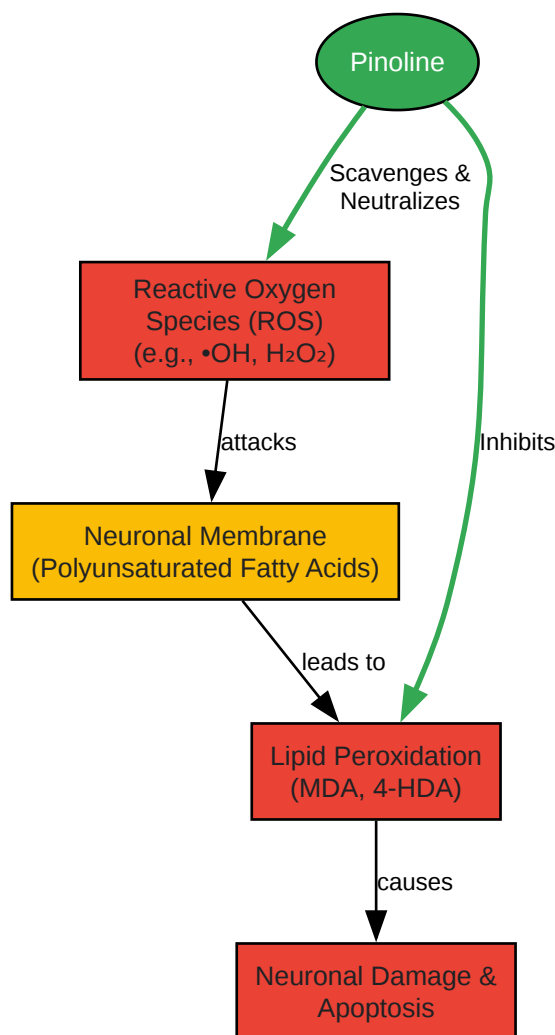 Pinoline
Scavenges &
Neutralizes
Reactive Oxygen
Species (ROS)
(e.g., •OH, H₂O₂)
attacks
Inhibits
Neuronal Membrane
(Polyunsaturated Fatty Acids)
leads to
Lipid Peroxidation
(MDA, 4-HDA)
causes
Neuronal Damage &
Apoptosis